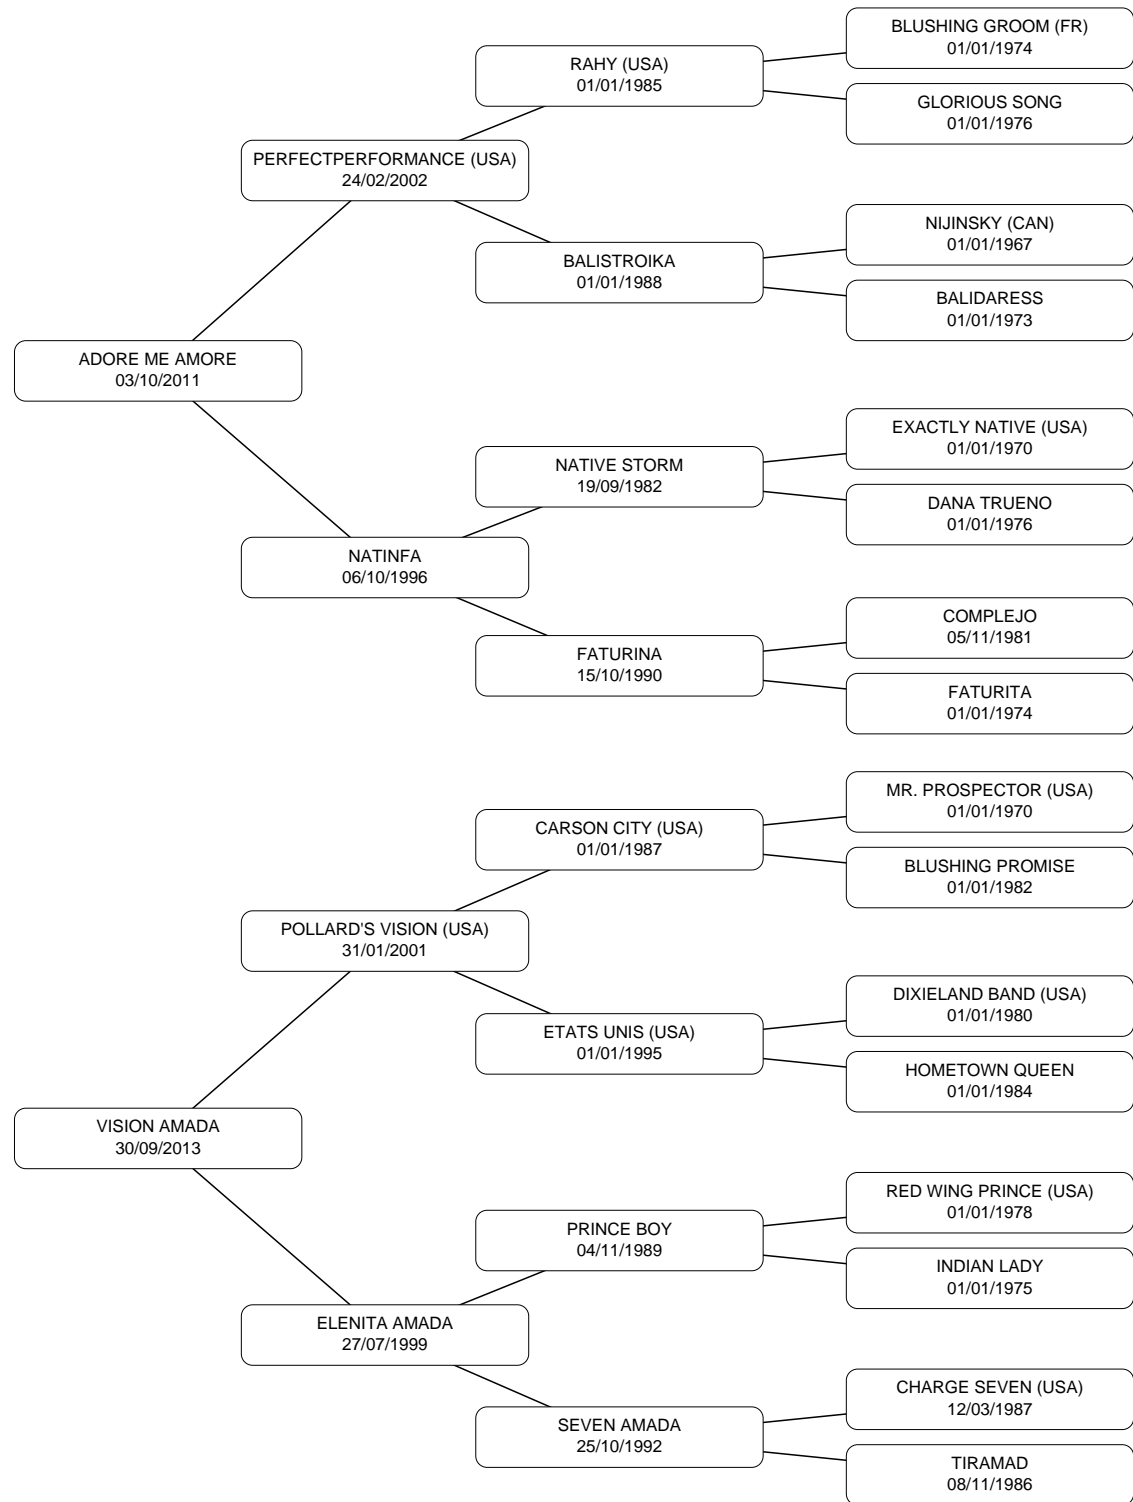 BLUSHING GROOM (FR)
01/01/1974
RAHY (USA)
01/01/1985
GLORIOUS SONG
01/01/1976
PERFECTPERFORMANCE (USA)
24/02/2002
NIJINSKY (CAN)
01/01/1967
BALISTROIKA
01/01/1988
BALIDARESS
01/01/1973
ADORE ME AMORE
03/10/2011
EXACTLY NATIVE (USA)
01/01/1970
NATIVE STORM
19/09/1982
DANA TRUENO
01/01/1976
NATINFA
06/10/1996
COMPLEJO
05/11/1981
FATURINA
15/10/1990
FATURITA
01/01/1974
MR. PROSPECTOR (USA)
01/01/1970
CARSON CITY (USA)
01/01/1987
BLUSHING PROMISE
01/01/1982
POLLARD'S VISION (USA)
31/01/2001
DIXIELAND BAND (USA)
01/01/1980
ETATS UNIS (USA)
01/01/1995
HOMETOWN QUEEN
01/01/1984
VISION AMADA
30/09/2013
RED WING PRINCE (USA)
01/01/1978
PRINCE BOY
04/11/1989
INDIAN LADY
01/01/1975
ELENITA AMADA
27/07/1999
CHARGE SEVEN (USA)
12/03/1987
SEVEN AMADA
25/10/1992
TIRAMAD
08/11/1986